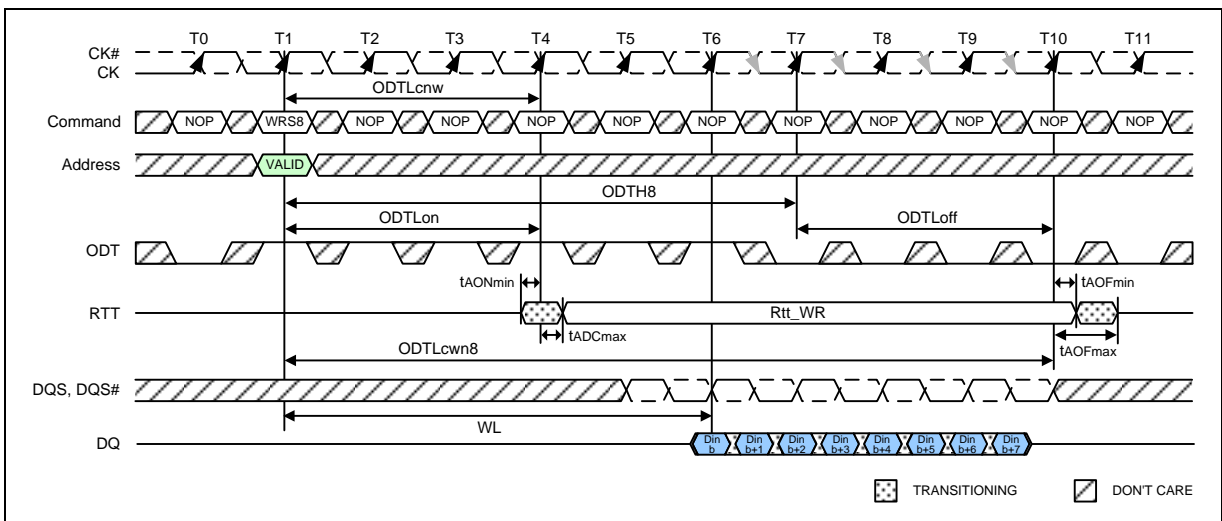 T0 T1 T2 T3 T4 T5 T6 T7 T8 T9 T10 T11
CK#
CK
ODTLcnw
Command NOP WRS8 NOP NOP NOP NOP NOP NOP NOP NOP NOP NOP
Address VALID
ODTH8
ODTLon ODTLoff
ODT
tAONmin tAOFmin
RTT Rtt_WR
tADCmax
ODTLcwn8 tAOFmax
DQS, DQS#
WL
DQ Din b Din b+1 Din b+2 Din b+3 Din b+4 Din b+5 Din b+6 Din b+7
TRANSITIONING DON'T CARE